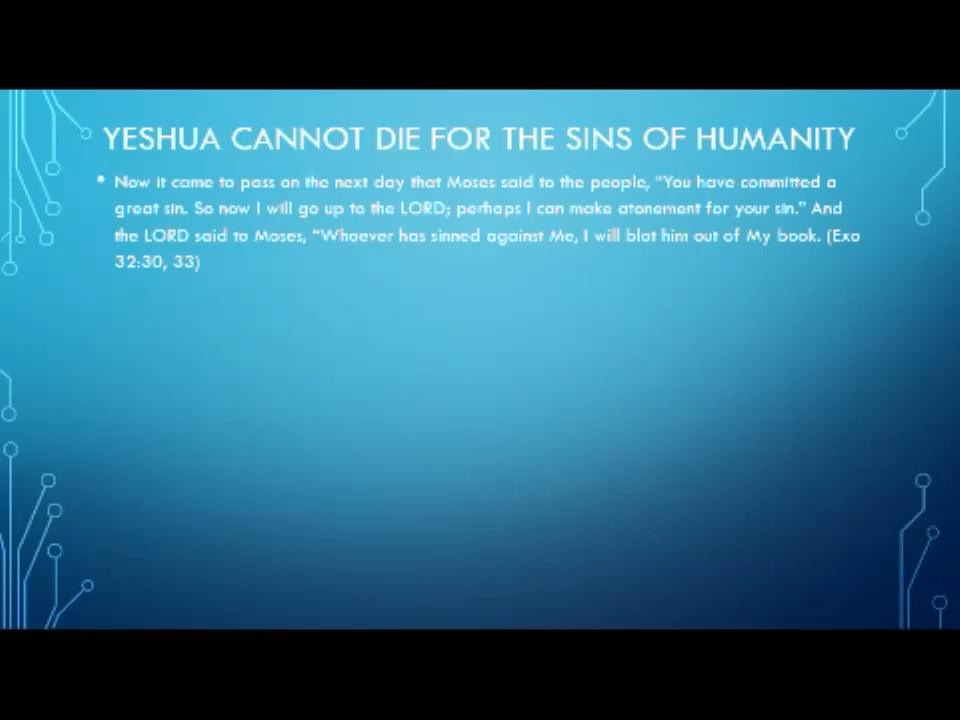 YESHUA CANNOT DIE FOR THE SINS OF HUMANITY
• Now it came to pass on the next day that Moses said to the people, "You have committed a
great sin. So now I will go up to the LORD; perhaps I can make atonement for your sin." And
the LORD said to Moses, "Whoever has sinned against Me, I will blot him out of My book. (Exo
32:30, 33)